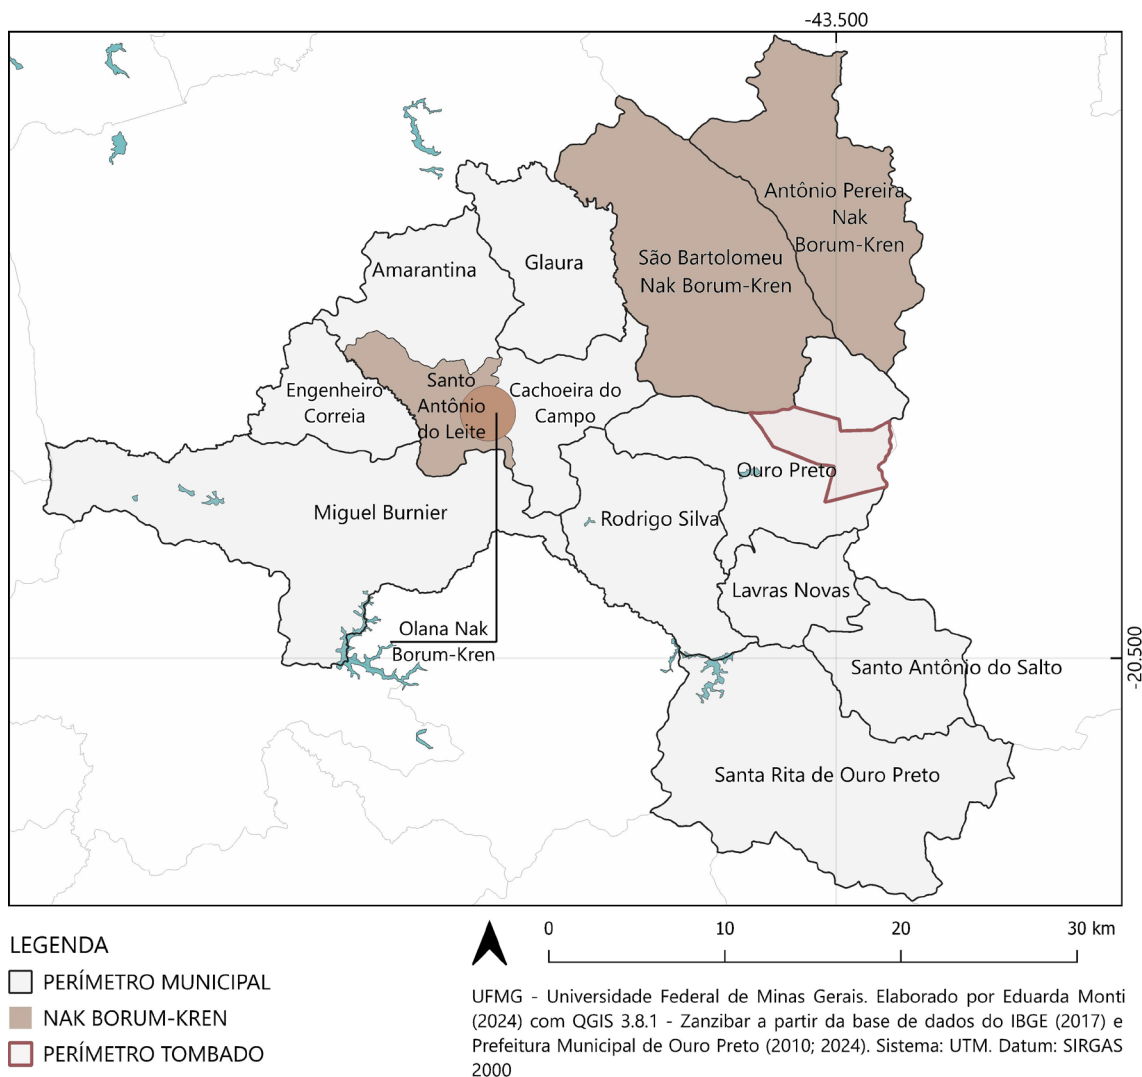 -43.500
Antônio Pereira
Nak
Borum-Kren
São Bartolomeu
Nak Borum-Kren
Glaura
Amarantina
Santo
Antônio
do Leite
Engenheiro
Correia
Cachoeira do
Campo
Ouro Preto
Miguel Burnier
Rodrigo Silva
Lavras Novas
Olana Nak
Borum-Kren
Santo Antônio do Salto
-20.500
Santa Rita de Ouro Preto
LEGENDA
PERÍMETRO MUNICIPAL
NAK BORUM-KREN
PERÍMETRO TOMBADO
0 10 20 30 km
UFMG - Universidade Federal de Minas Gerais. Elaborado por Eduarda Monti
(2024) com QGIS 3.8.1 - Zanzibar a partir da base de dados do IBGE (2017) e
Prefeitura Municipal de Ouro Preto (2010; 2024). Sistema: UTM. Datum: SIRGAS
2000